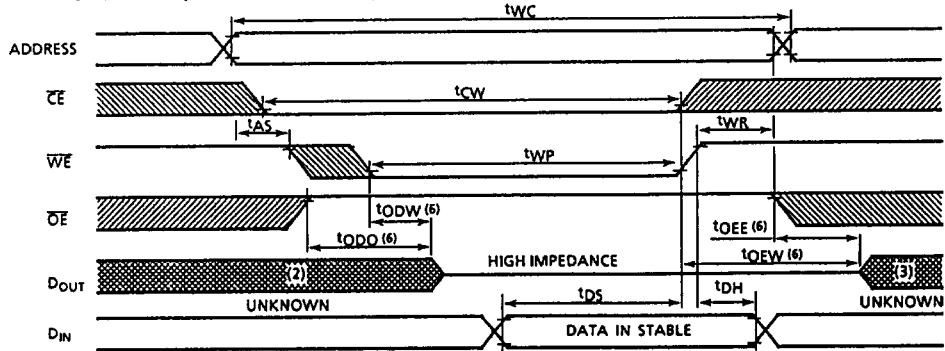 tWC
ADDRESS
CE
tCW
tAS
tWR
WE
tWP
OE
tODW (6)
tOEE (6)
tODO (6)
tOEW (6)
DOUT
(2)
HIGH IMPEDANCE
(3)
UNKNOWN
tDS
tDH
UNKNOWN
DIN
DATA IN STABLE